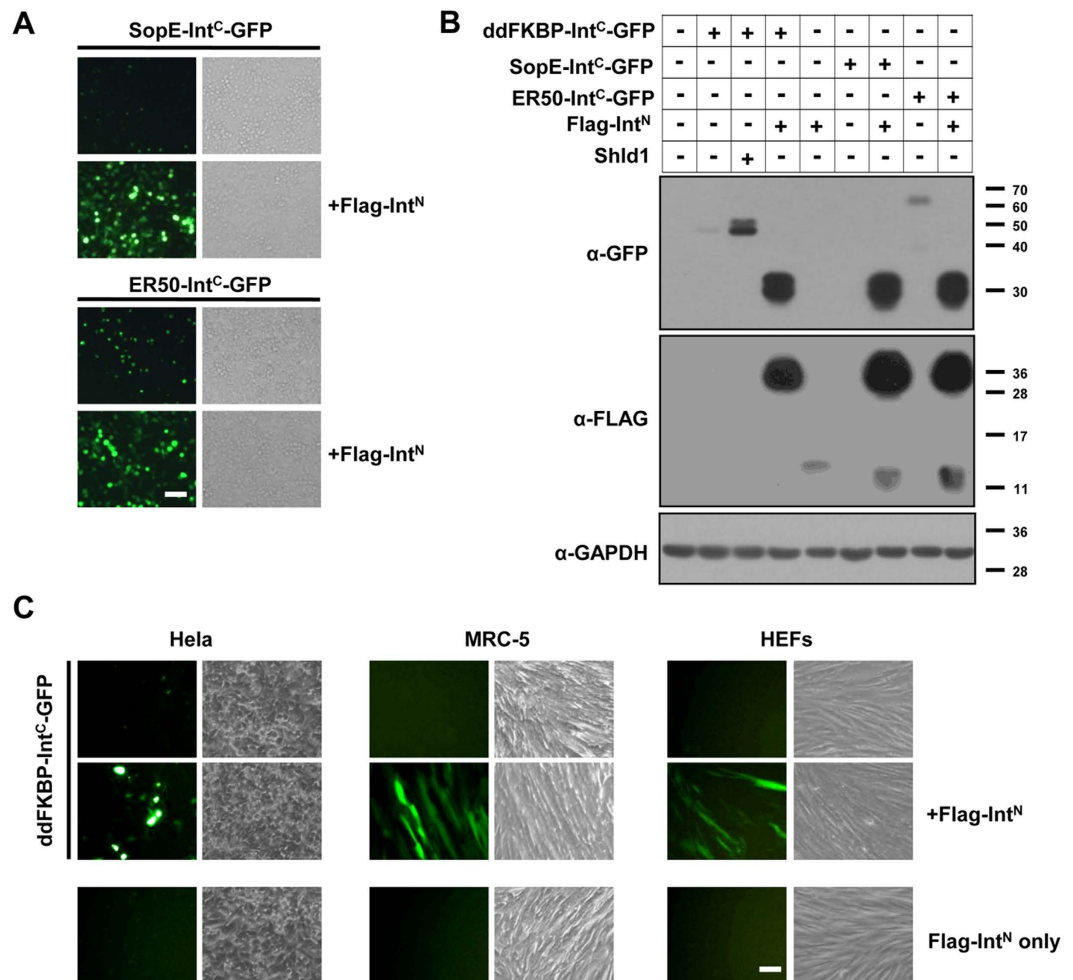 A
SopE-Intᶜ-GFP
+Flag-Intᴺ
ER50-Intᶜ-GFP
+Flag-Intᴺ
B
ddFKBP-Intᶜ-GFP - + + + - - - - -
SopE-Intᶜ-GFP - - - - - + + - -
ER50-Intᶜ-GFP - - - - - - - + +
Flag-Intᴺ - - - + + - + - +
Shld1 - - + - - - - - -
α-GFP
70
60
50
40
30
α-FLAG
36
28
17
11
α-GAPDH
36
28
C
Hela MRC-5 HEFs
ddFKBP-Intᶜ-GFP
+Flag-Intᴺ
Flag-Intᴺ only